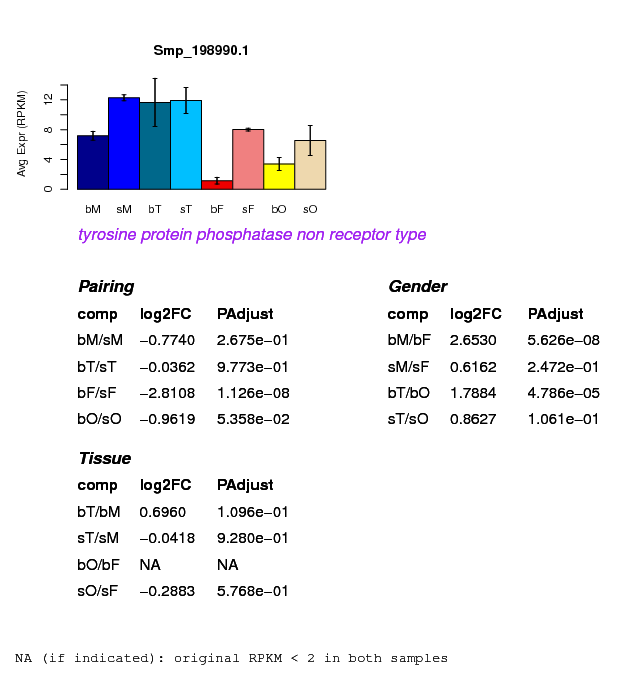 Smp_198990.1
Avg Expr (RPKM)
0 4 8 12
bM sM bT sT bF sF bO sO
tyrosine protein phosphatase non receptor type
Pairing
comp log2FC PAdjust
bM/sM −0.7740 2.675e−01
bT/sT −0.0362 9.773e−01
bF/sF −2.8108 1.126e−08
bO/sO −0.9619 5.358e−02
Gender
comp log2FC PAdjust
bM/bF 2.6530 5.626e−08
sM/sF 0.6162 2.472e−01
bT/bO 1.7884 4.786e−05
sT/sO 0.8627 1.061e−01
Tissue
comp log2FC PAdjust
bT/bM 0.6960 1.096e−01
sT/sM −0.0418 9.280e−01
bO/bF NA NA
sO/sF −0.2883 5.768e−01
NA (if indicated): original RPKM < 2 in both samples